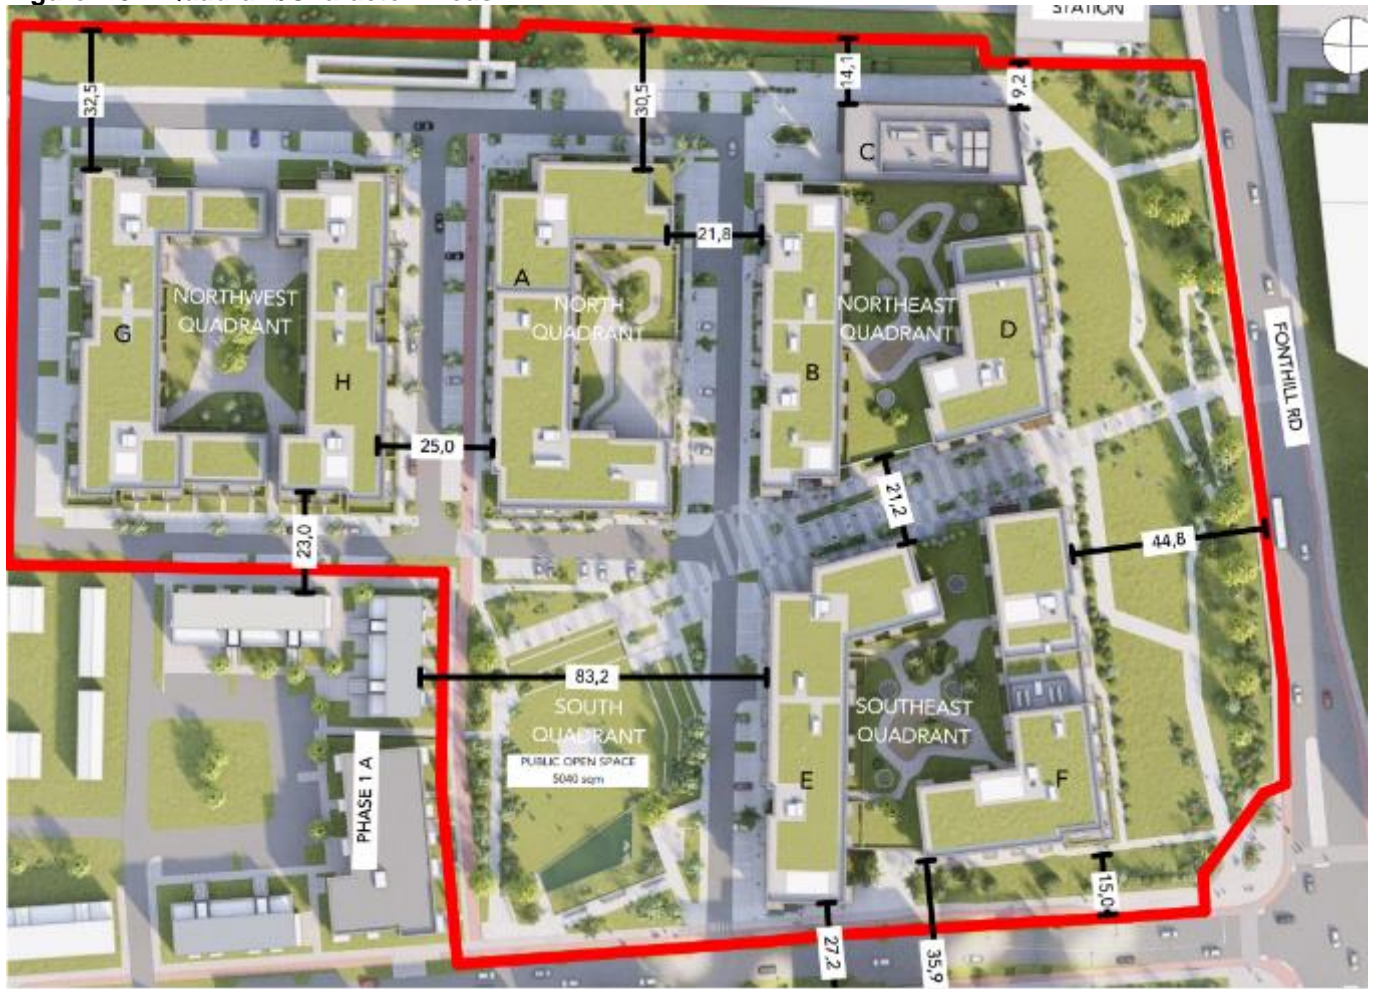 STATION
32,5
30,5
14,1
9,2
C
21,8
A
NORTHWEST
QUADRANT
NORTH
QUADRANT
NORTHEAST
QUADRANT
G
H
B
D
FONTHILL RD
25,0
23,0
21,2
44,8
83,2
SOUTH
QUADRANT
PUBLIC OPEN SPACE
5040 sqm
SOUTHEAST
QUADRANT
PHASE 1 A
E
F
15,0
27,2
35,9